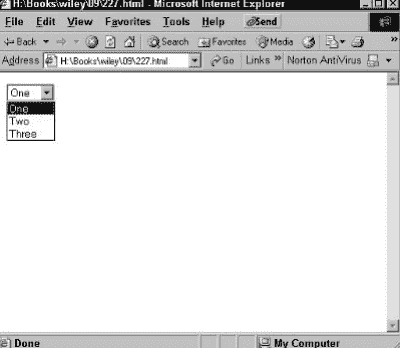 H:\Books\wiley\09\227.html - Microsoft Internet Explorer
File Edit View Favorites Tools Help Send
Back Search Favorites Media »
Address H:\Books\wiley\09\227.html Go Links » Norton AntiVirus
One
One
Two
Three
Done My Computer